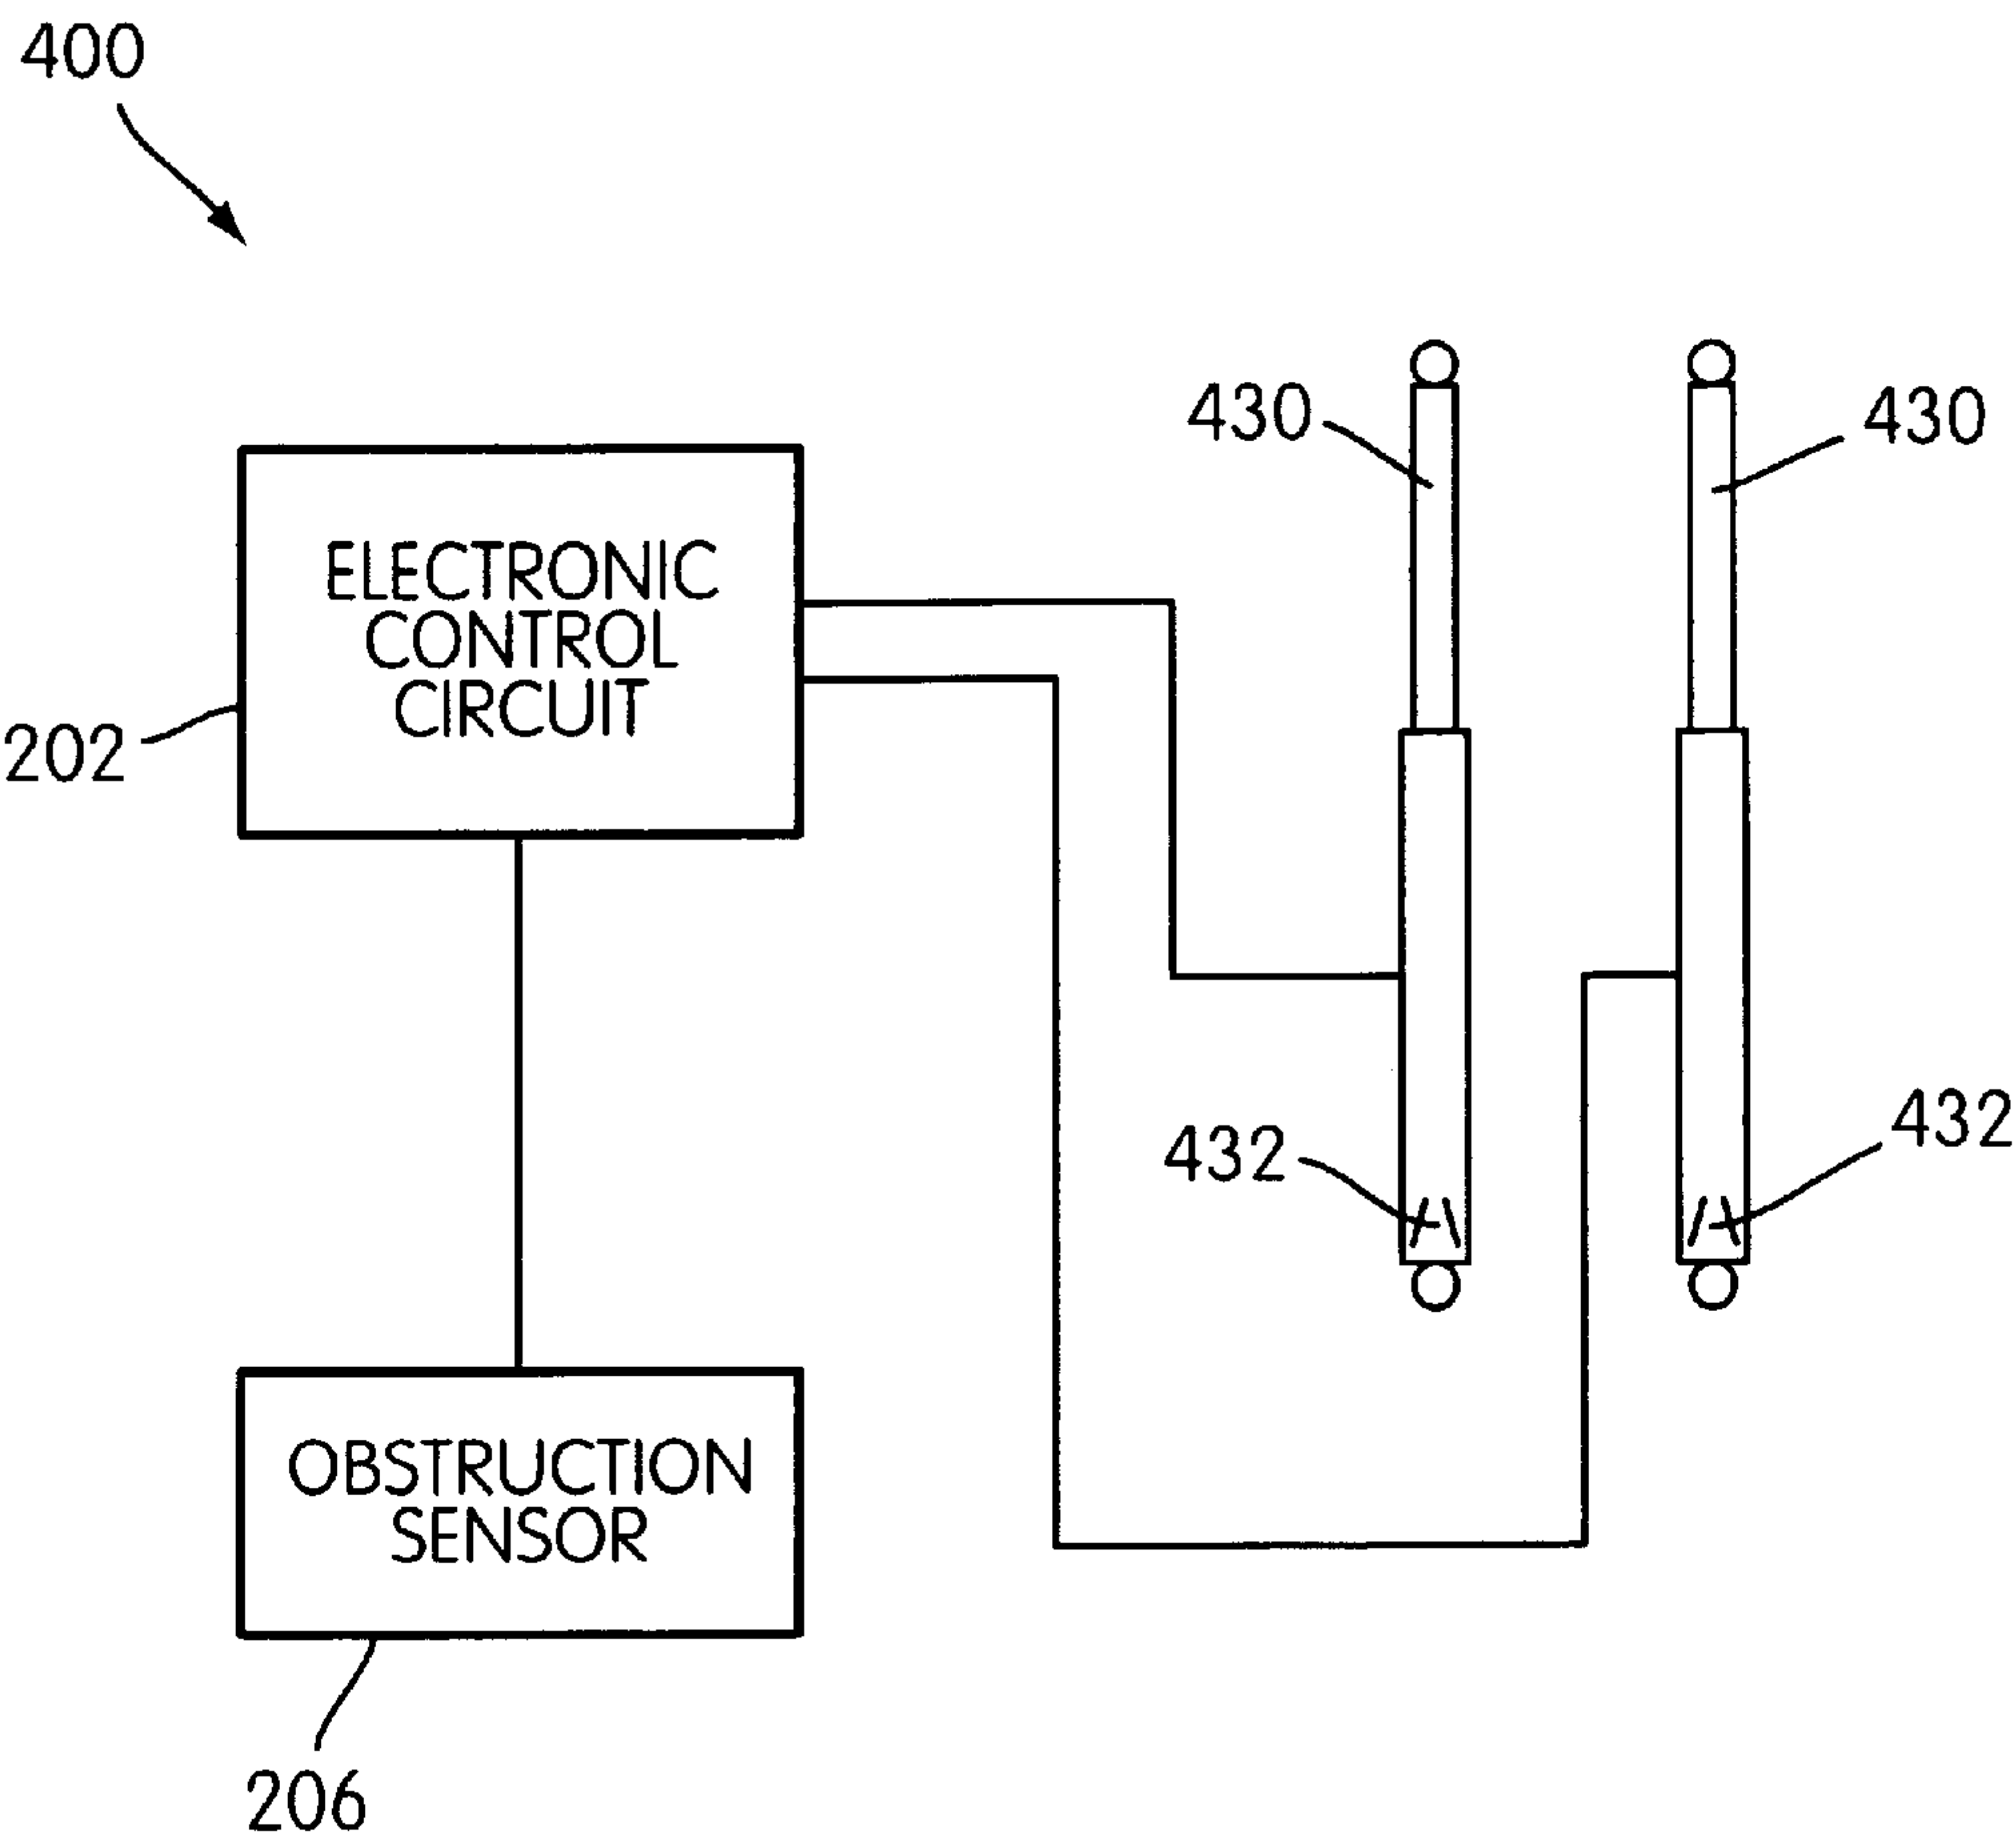 400
430
430
ELECTRONIC
CONTROL
CIRCUIT
202
432
432
OBSTRUCTION
SENSOR
206